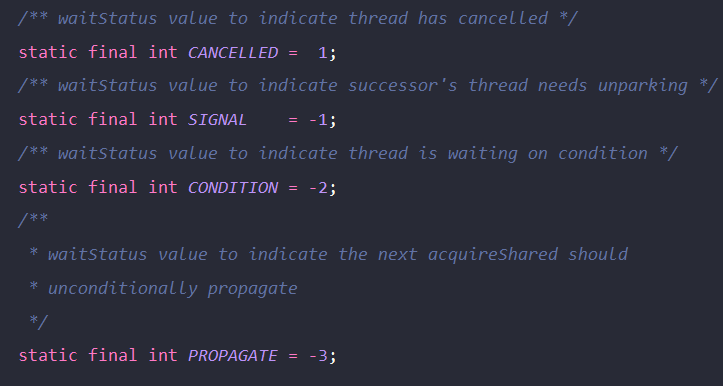 /** waitStatus value to indicate thread has cancelled */
static final int CANCELLED =  1;
/** waitStatus value to indicate successor's thread needs unparking */
static final int SIGNAL    = -1;
/** waitStatus value to indicate thread is waiting on condition */
static final int CONDITION = -2;
/**
 * waitStatus value to indicate the next acquireShared should
 * unconditionally propagate
 */
static final int PROPAGATE = -3;